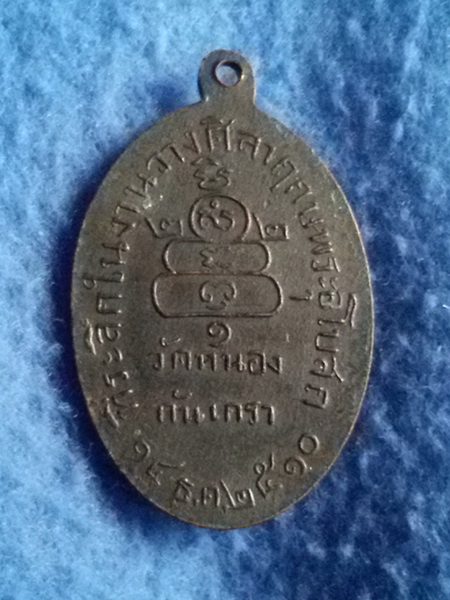 ที่ระลึกในงานวางศิลาฤกษ์พระอุโบสถ
๒ ๒
๑
วัดหนอง
กันเกรา
ธ.ค. ๒๕๑๐